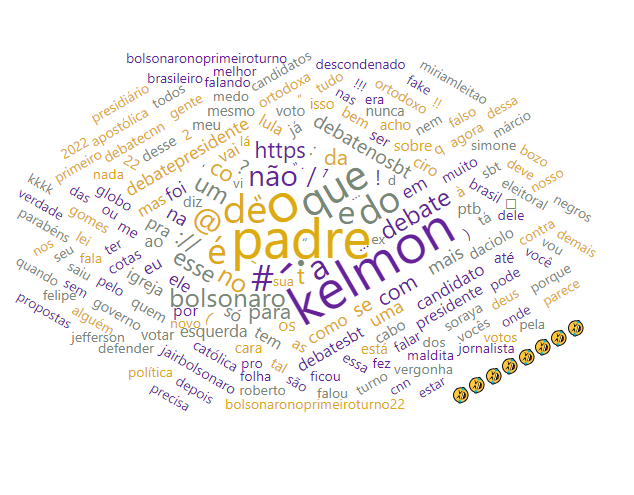 bolsonaronoprimeiroturno
descondenado
miriamleitao
brasileiro
melhor
falando
candidatos
presidiário
todos
medo
ortodoxa
tudo
!!!
fake
!!
2022
apostólica
2
gente
mesmo
voto
isso
nas
era
ortodoxo
nunca
falso
dessa
primeiro
22
desse
meu
lula
já
bem
acho
ser
nem
q
agora
márcio
nada
debatecnn
debatepresidente
vai
lá
debatenosbt
sobre
ciro
simone
bozo
kkkk
globo
mas
foi
co
?
https
da
em
muito
à
sbt
deve
nosso
verdade
das
ou
diz
um
vi
não
/
!
d
brasil
eleitoral
parabéns
gomes
me
na
@
dë
o
que
edo
debate
ptb
tá
dele
negros
nos
lei
ter
pra
://
esse
é
padre
kelmon
mais
)
daciolo
até
você
contra
demais
seu
fala
cotas
ao
eu
no
#
a
t
sua
ex
...
com
candidato
pode
vou
quando
saiu
pelo
igreja
ele
bolsonaro
para
se
presidente
deus
porque
sem
quem
por
(
só
os
como
uma
cabo
soraya
onde
parece
propostas
felipe
governo
novo
esquerda
tem
as
debatesbt
falar
vocês
pela
alguém
jefferson
votar
cara
está
dos
votos
defender
jairbolsonaro
católica
pro
tal
essa
fez
maldita
jornalista
política
depois
folha
são
ficou
turno
vergonha
precisa
roberto
falou
cnn
estar
bolsonaronoprimeiroturno22
🤣🤣🤣🤣🤣🤣🤣🤣